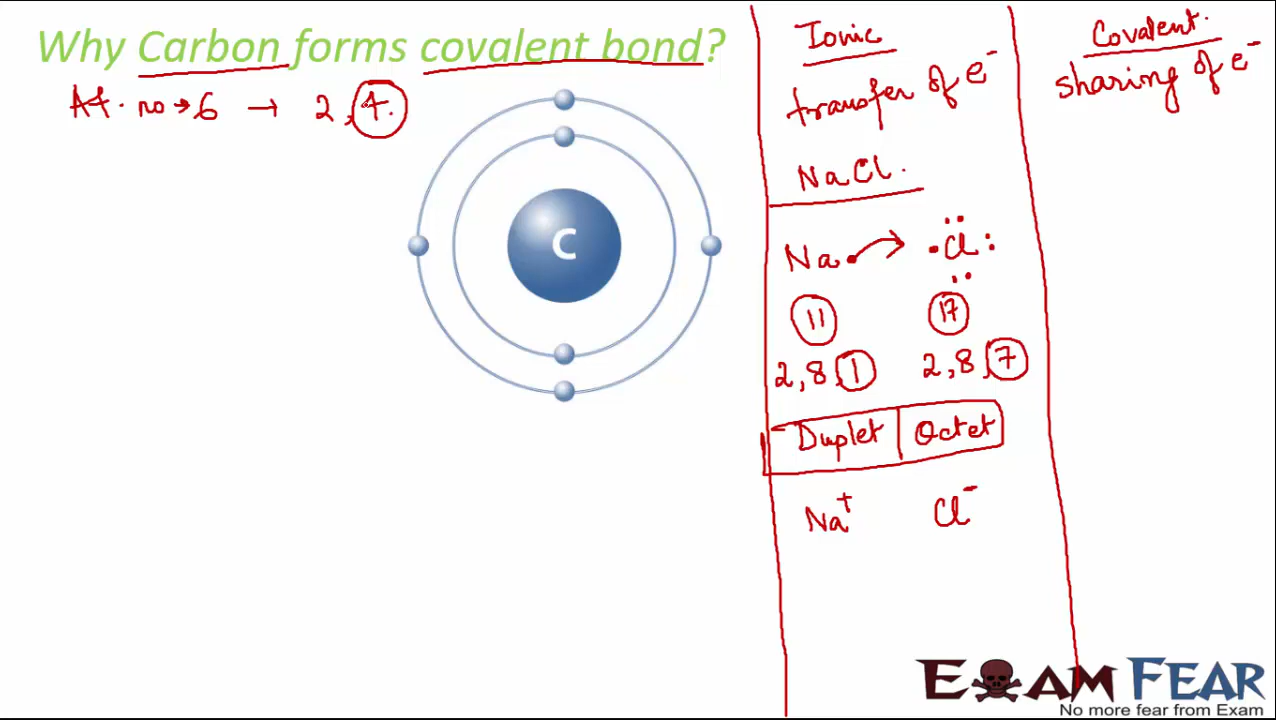 Why Carbon forms covalent bond?
At. no → 6 → 2, 4.
C
Ionic
transfer of e⁻
NaCl.
Na Cl
11 17
2,8,1 2,8,7
Duplet Octet
Na⁺ Cl⁻
Covalent.
sharing of e⁻
EXAM FEAR
No more fear from Exam